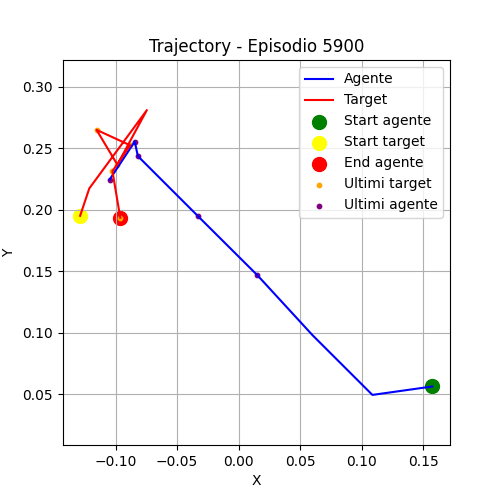 Trajectory - Episodio 5900
Agente
Target
Start agente
Start target
End agente
Ultimi target
Ultimi agente
0.30
0.25
0.20
0.15
0.10
0.05
Y
−0.10
−0.05
0.00
0.05
0.10
0.15
X